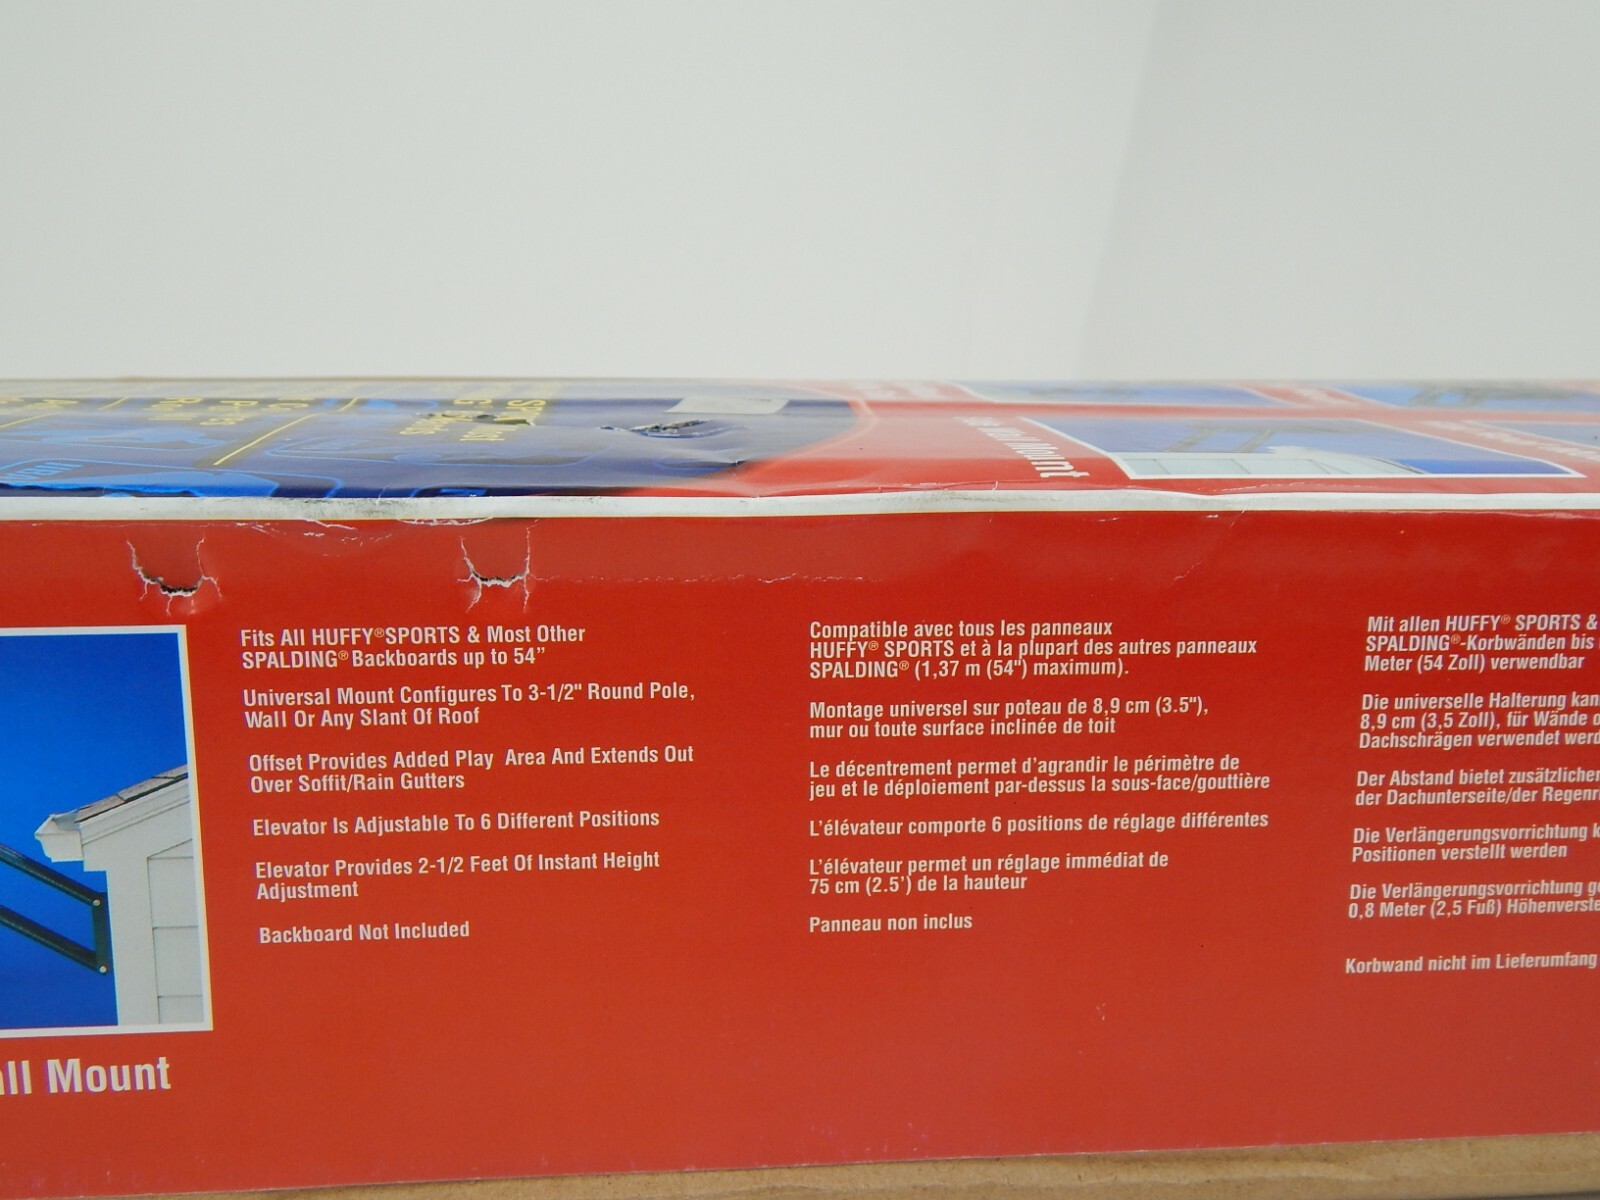 Mount
Fits All HUFFY® SPORTS & Most Other
SPALDING® Backboards up to 54"
Universal Mount Configures To 3-1/2" Round Pole,
Wall Or Any Slant Of Roof
Offset Provides Added Play Area And Extends Out
Over Soffit/Rain Gutters
Elevator Is Adjustable To 6 Different Positions
Elevator Provides 2-1/2 Feet Of Instant Height
Adjustment
Backboard Not Included
Compatible avec tous les panneaux
HUFFY® SPORTS et à la plupart des autres panneaux
SPALDING® (1,37 m (54") maximum).
Montage universel sur poteau de 8,9 cm (3.5"),
mur ou toute surface inclinée de toit
Le décentrement permet d'agrandir le périmètre de
jeu et le déploiement par-dessus la sous-face/gouttière
L'élévateur comporte 6 positions de réglage différentes
L'élévateur permet un réglage immédiat de
75 cm (2.5') de la hauteur
Panneau non inclus
Mit allen HUFFY® SPORTS &
SPALDING®-Korbwänden bis
Meter (54 Zoll) verwendbar
Die universelle Halterung kan
8,9 cm (3,5 Zoll), für Wände o
Dachschrägen verwendet werd
Der Abstand bietet zusätzlicher
der Dachunterseite/der Regenr
Die Verlängerungsvorrichtung k
Positionen verstellt werden
Die Verlängerungsvorrichtung g
0,8 Meter (2,5 Fuß) Höhenverste
Korbwand nicht im Lieferumfang
all Mount